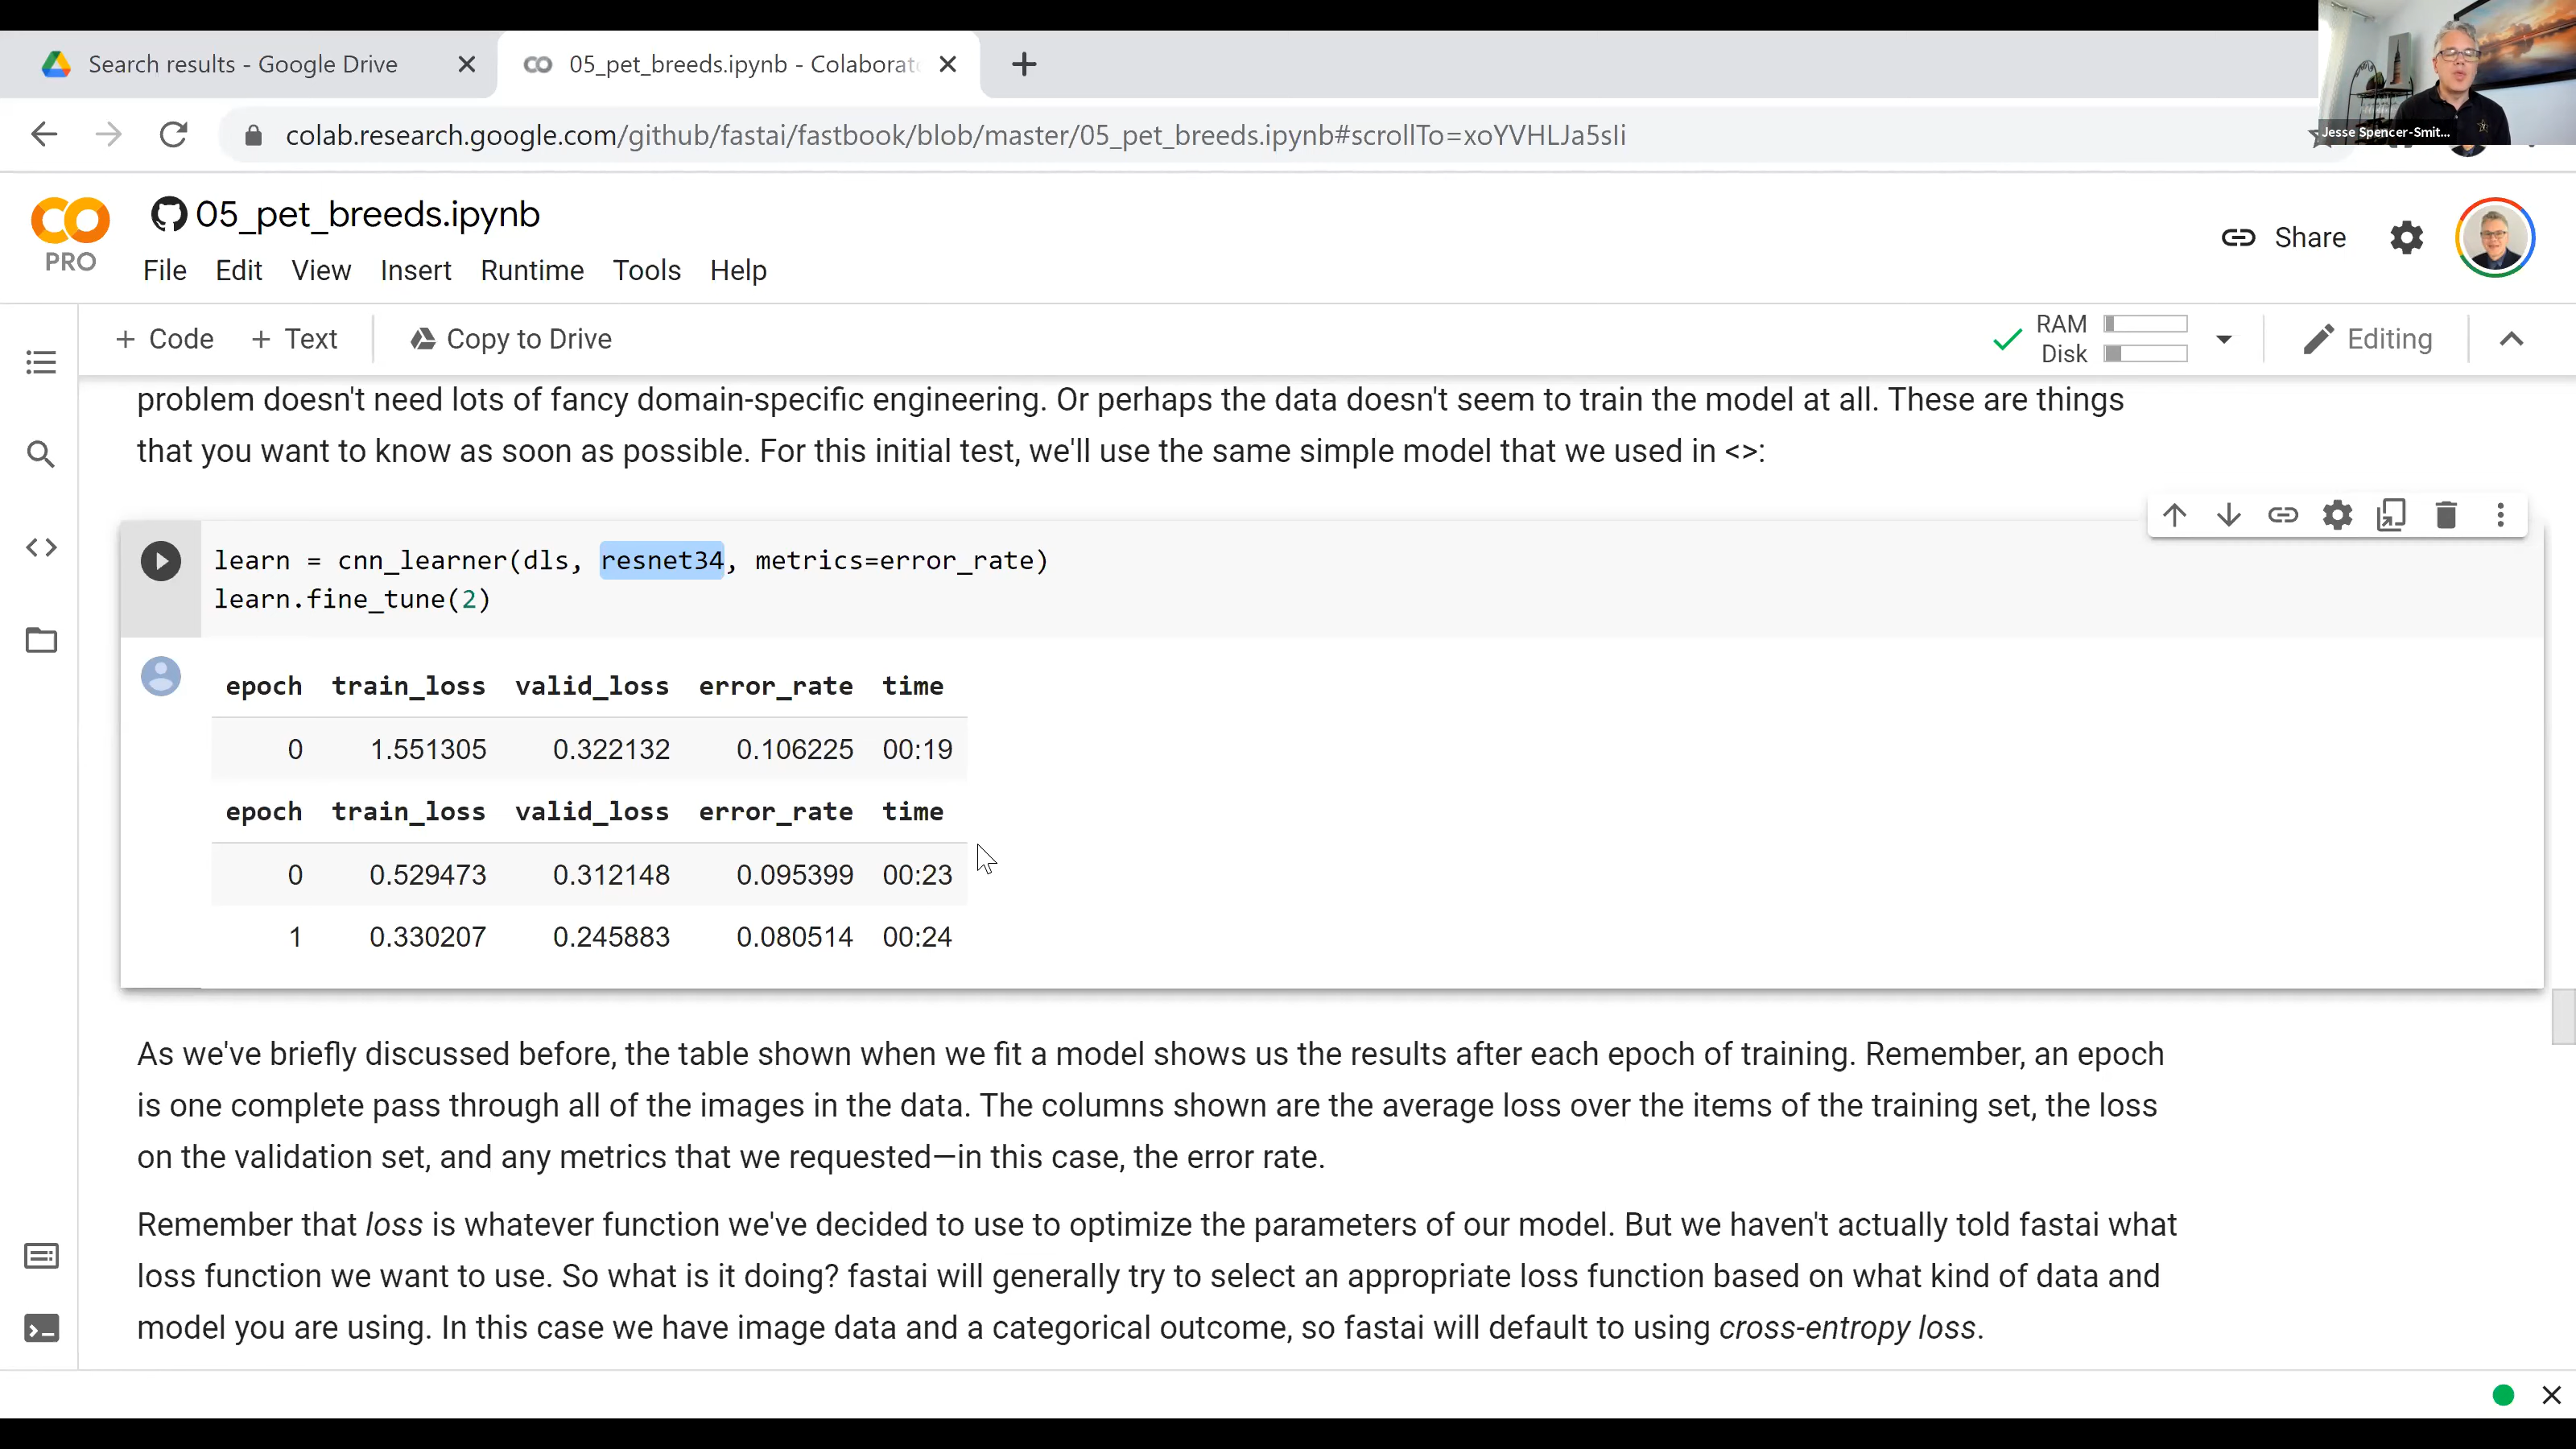 Search results - Google Drive
05_pet_breeds.ipynb - Colaborat
colab.research.google.com/github/fastai/fastbook/blob/master/05_pet_breeds.ipynb#scrollTo=xoYVHLJa5sIi
Jesse Spencer-Smit...
05_pet_breeds.ipynb
PRO
File Edit View Insert Runtime Tools Help
Share
+ Code + Text Copy to Drive
RAM
Disk
Editing
problem doesn't need lots of fancy domain-specific engineering. Or perhaps the data doesn't seem to train the model at all. These are things
that you want to know as soon as possible. For this initial test, we'll use the same simple model that we used in <>:
learn = cnn_learner(dls, resnet34, metrics=error_rate)
learn.fine_tune(2)
epoch train_loss valid_loss error_rate time
0 1.551305 0.322132 0.106225 00:19
epoch train_loss valid_loss error_rate time
0 0.529473 0.312148 0.095399 00:23
1 0.330207 0.245883 0.080514 00:24
As we've briefly discussed before, the table shown when we fit a model shows us the results after each epoch of training. Remember, an epoch
is one complete pass through all of the images in the data. The columns shown are the average loss over the items of the training set, the loss
on the validation set, and any metrics that we requested—in this case, the error rate.
Remember that loss is whatever function we've decided to use to optimize the parameters of our model. But we haven't actually told fastai what
loss function we want to use. So what is it doing? fastai will generally try to select an appropriate loss function based on what kind of data and
model you are using. In this case we have image data and a categorical outcome, so fastai will default to using cross-entropy loss.